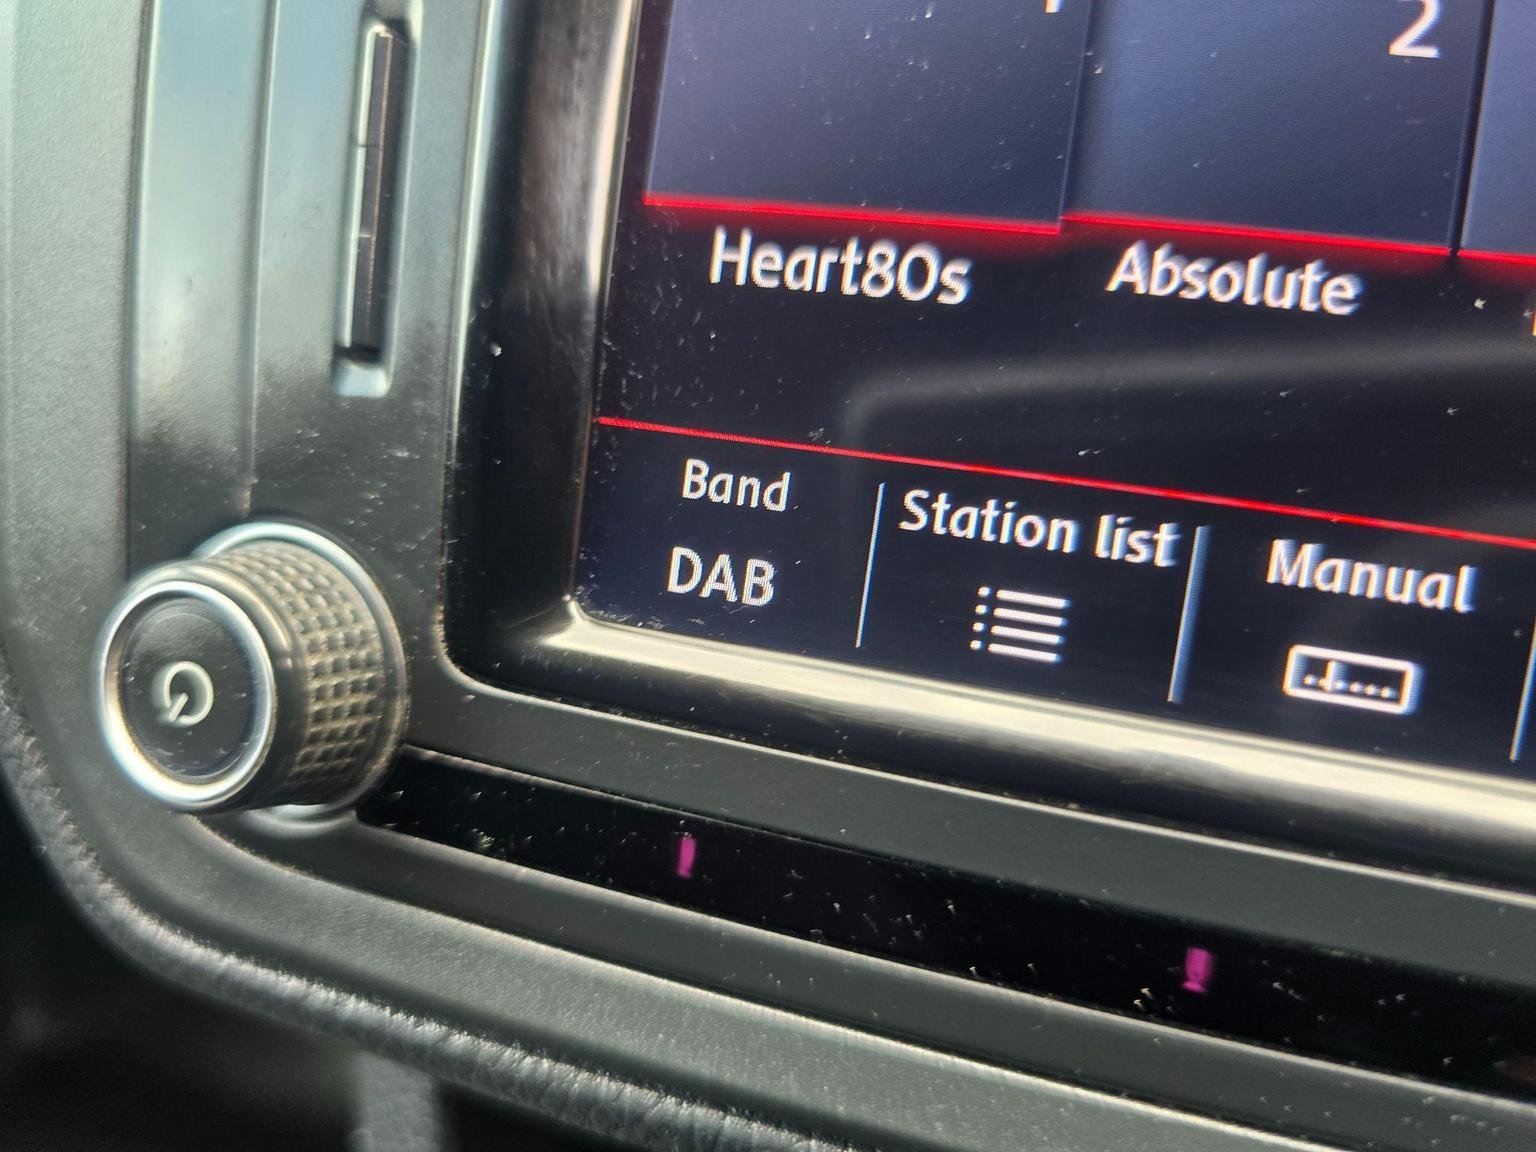 2
Heart80s
Absolute
Band
Station list
Manual
DAB